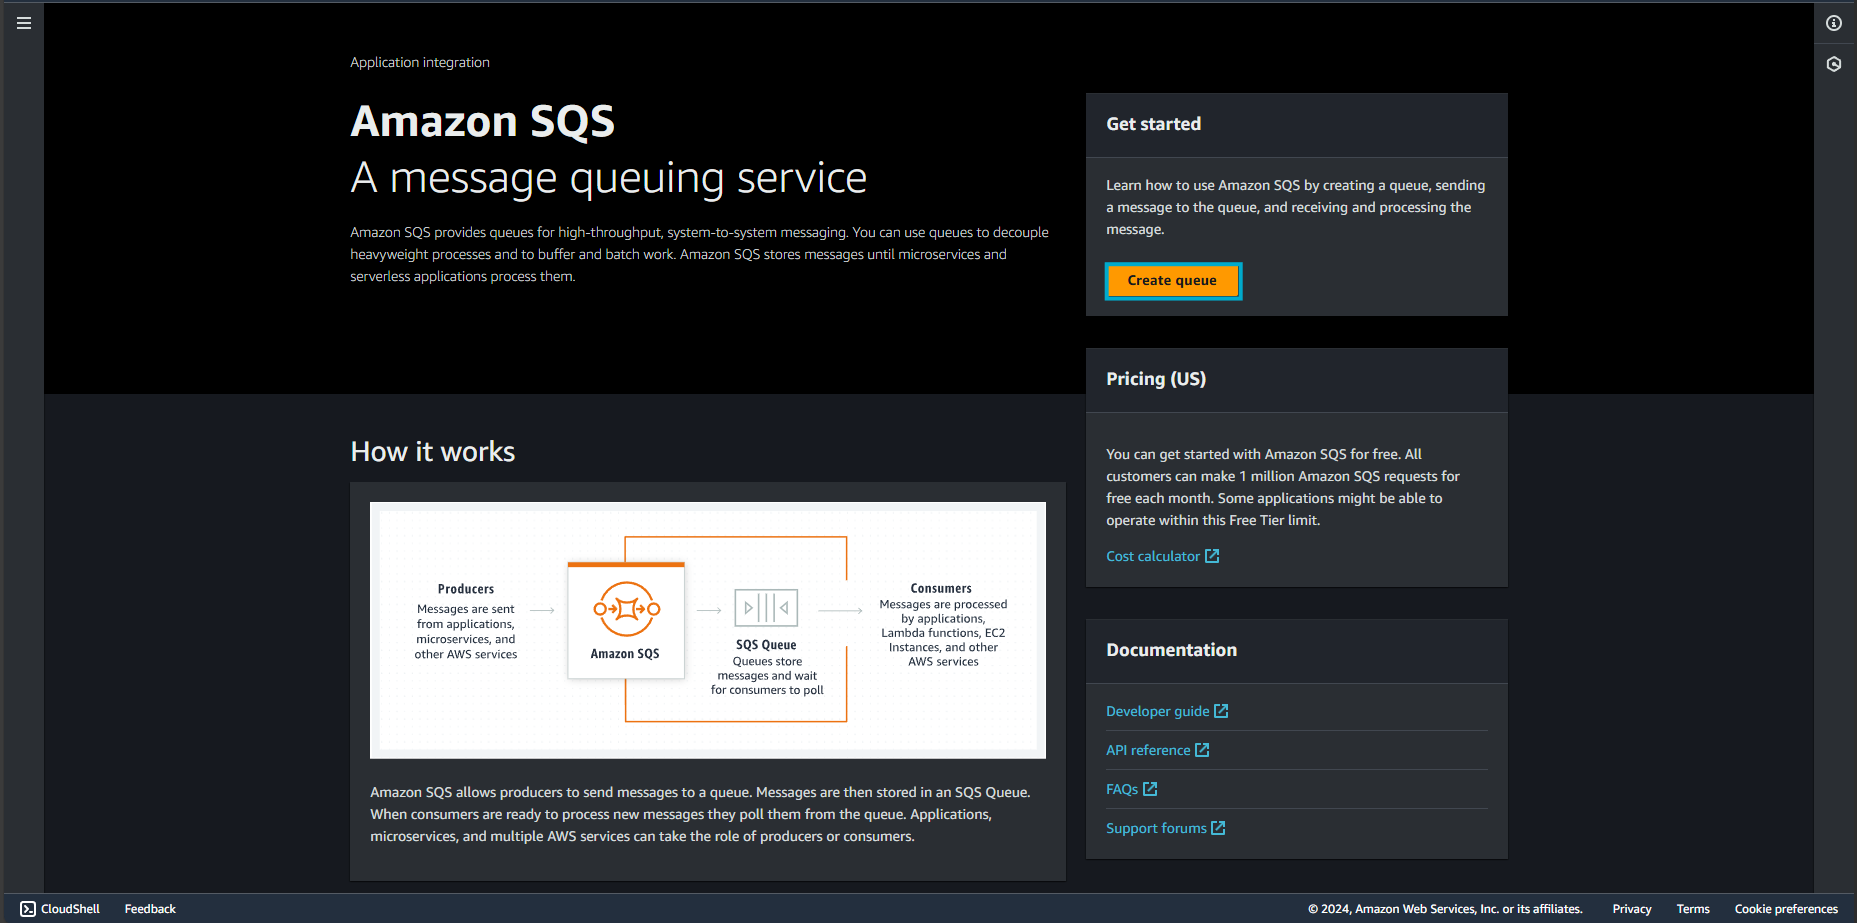 Application integration
Amazon SQS
A message queuing service
Amazon SQS provides queues for high-throughput, system-to-system messaging. You can use queues to decouple
heavyweight processes and to buffer and batch work. Amazon SQS stores messages until microservices and
serverless applications process them.
Get started
Learn how to use Amazon SQS by creating a queue, sending
a message to the queue, and receiving and processing the
message.
Create queue
Pricing (US)
You can get started with Amazon SQS for free. All
customers can make 1 million Amazon SQS requests for
free each month. Some applications might be able to
operate within this Free Tier limit.
Cost calculator
How it works
Producers
Messages are sent
from applications,
microservices, and
other AWS services
Amazon SQS
SQS Queue
Queues store
messages and wait
for consumers to poll
Consumers
Messages are processed
by applications,
Lambda functions, EC2
Instances, and other
AWS services
Amazon SQS allows producers to send messages to a queue. Messages are then stored in an SQS Queue.
When consumers are ready to process new messages they poll them from the queue. Applications,
microservices, and multiple AWS services can take the role of producers or consumers.
Documentation
Developer guide
API reference
FAQs
Support forums
CloudShell
Feedback
© 2024, Amazon Web Services, Inc. or its affiliates.
Privacy
Terms
Cookie preferences